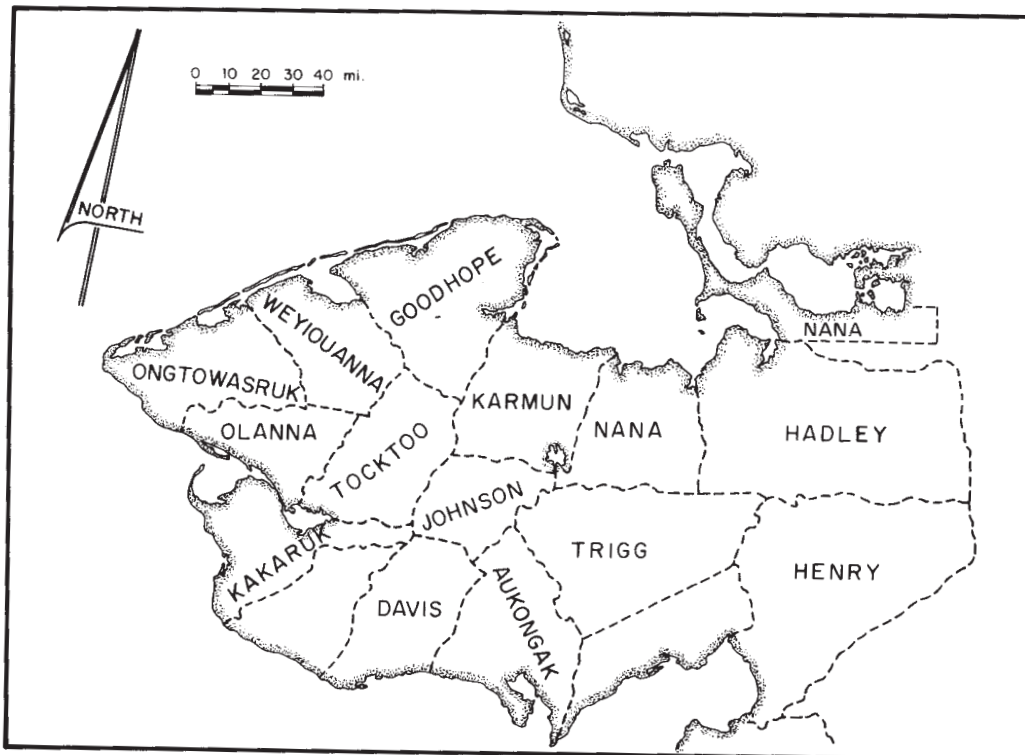 0 10 20 30 40 mi.
NORTH
GOODHOPE
WEYIOUANNA
NANA
ONGTOWASRUK
KARMUN
OLANNA
NANA
HADLEY
TOCKTOO
JOHNSON
TRIGG
KAKARUK
HENRY
AUKONGAK
DAVIS